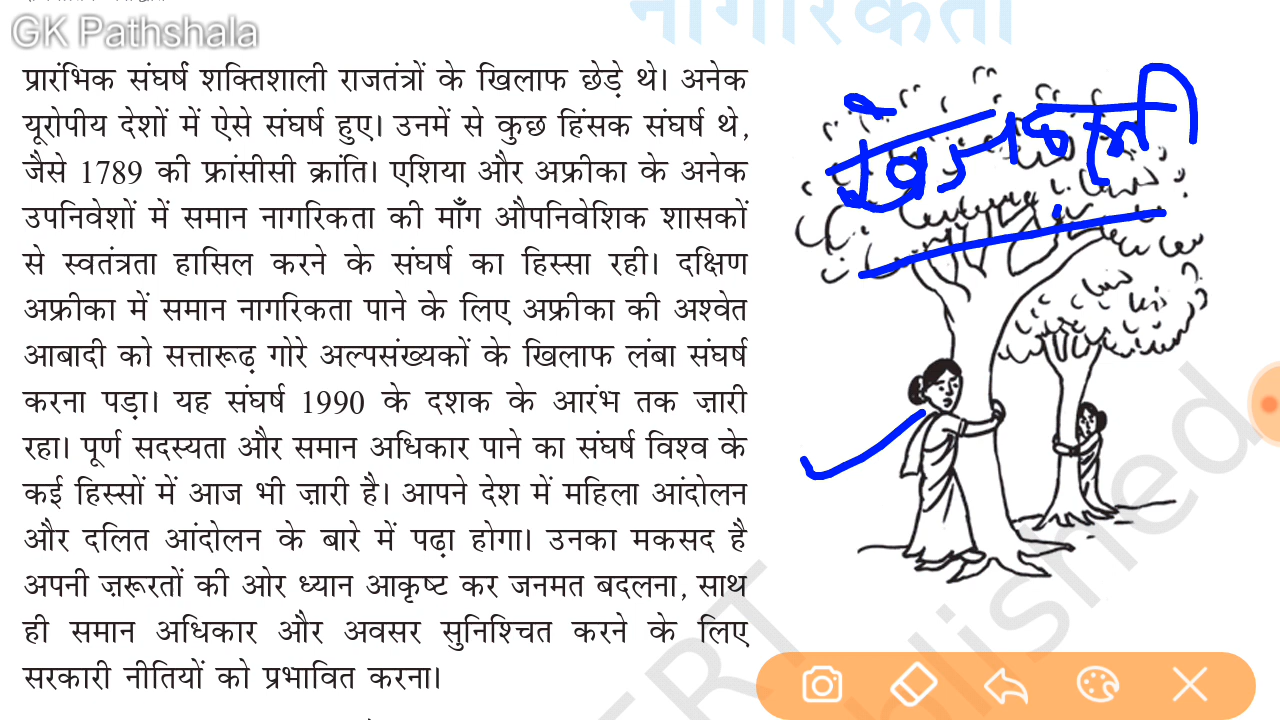 GK Pathshala
नागरिकता
प्रारंभिक संघर्ष शक्तिशाली राजतंत्रों के खिलाफ छेड़े थे। अनेक
यूरोपीय देशों में ऐसे संघर्ष हुए। उनमें से कुछ हिंसक संघर्ष थे,
जैसे 1789 की फ्रांसीसी क्रांति। एशिया और अफ्रीका के अनेक
उपनिवेशों में समान नागरिकता की माँग औपनिवेशिक शासकों
से स्वतंत्रता हासिल करने के संघर्ष का हिस्सा रही। दक्षिण
अफ्रीका में समान नागरिकता पाने के लिए अफ्रीका की अश्वेत
आबादी को सत्तारूढ़ गोरे अल्पसंख्यकों के खिलाफ लंबा संघर्ष
करना पड़ा। यह संघर्ष 1990 के दशक के आरंभ तक ज़ारी
रहा। पूर्ण सदस्यता और समान अधिकार पाने का संघर्ष विश्व के
कई हिस्सों में आज भी ज़ारी है। आपने देश में महिला आंदोलन
और दलित आंदोलन के बारे में पढ़ा होगा। उनका मकसद है
अपनी ज़रूरतों की ओर ध्यान आकृष्ट कर जनमत बदलना, साथ
ही समान अधिकार और अवसर सुनिश्चित करने के लिए
सरकारी नीतियों को प्रभावित करना।